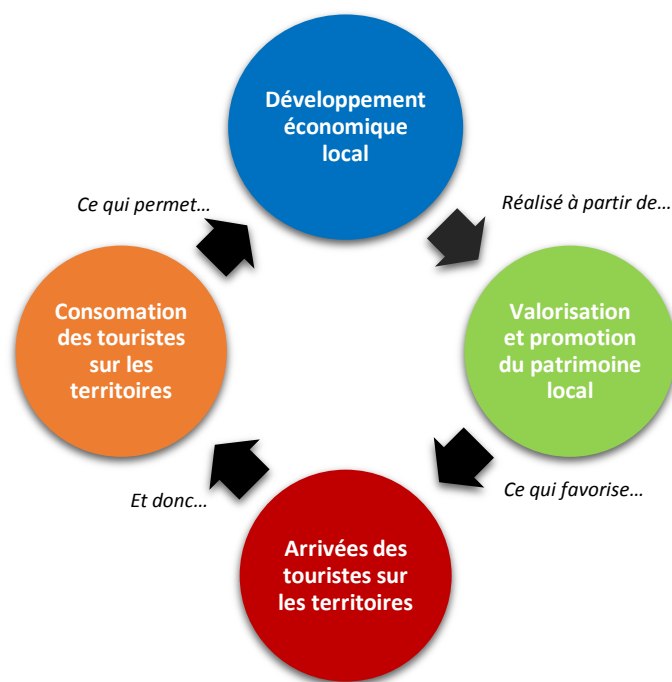 Développement
économique
local
Ce qui permet…
Réalisé à partir de…
Consomation
des touristes
sur les
territoires
Valorisation
et promotion
du patrimoine
local
Et donc…
Ce qui favorise…
Arrivées des
touristes sur
les territoires